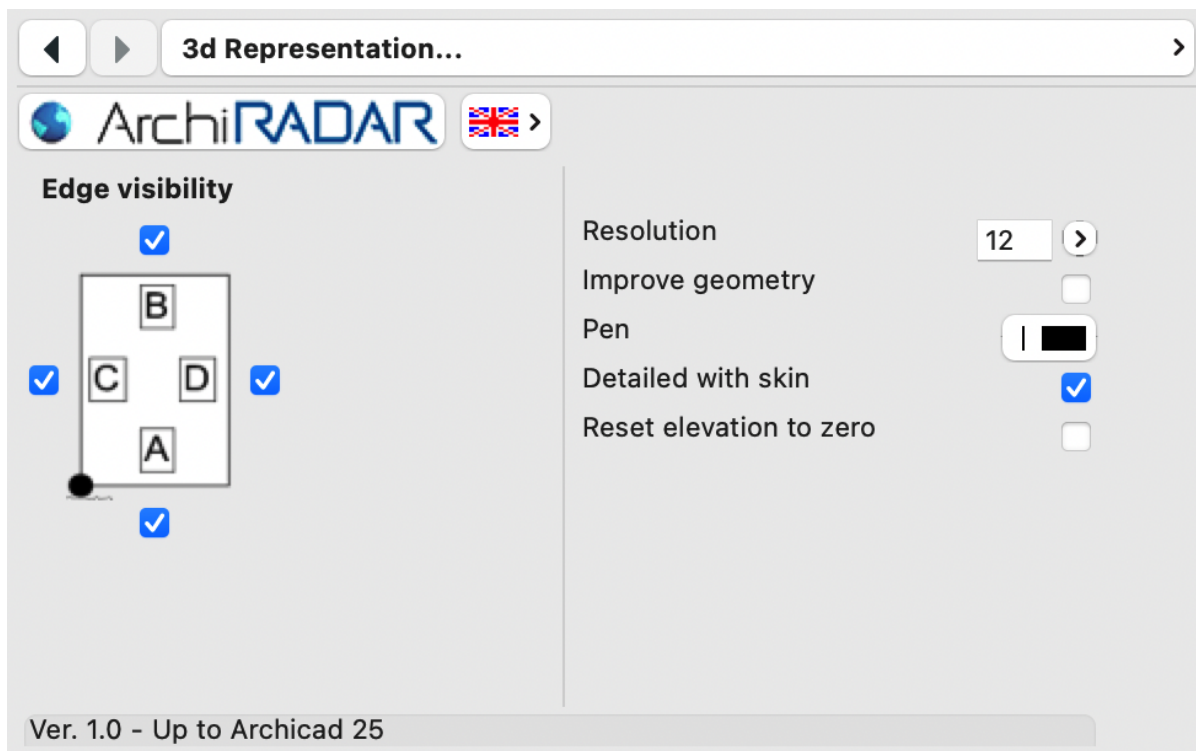 3d Representation...
ArchiRADAR
Edge visibility
B
C D
A
Resolution 12
Improve geometry
Pen
Detailed with skin
Reset elevation to zero
Ver. 1.0 - Up to Archicad 25